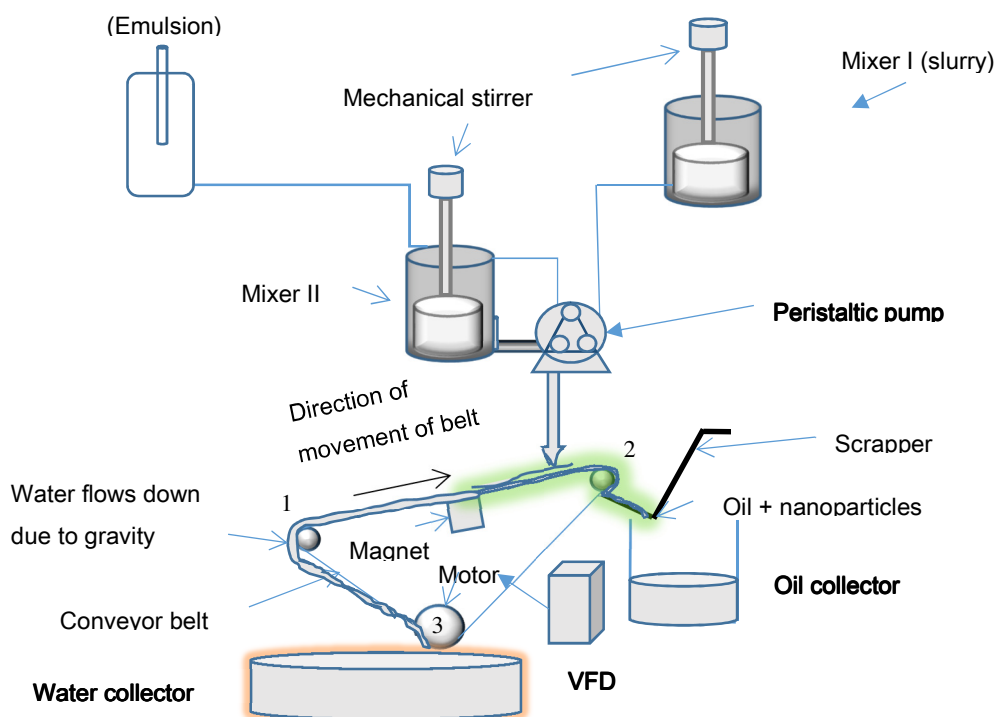 (Emulsion)
Mixer I (slurry)
Mechanical stirrer
Mixer II
Peristaltic pump
Direction of
movement of belt
2
Scrapper
Water flows down
due to gravity
1
Oil + nanoparticles
Magnet
Motor
Oil collector
Convevor belt
3
VFD
Water collector